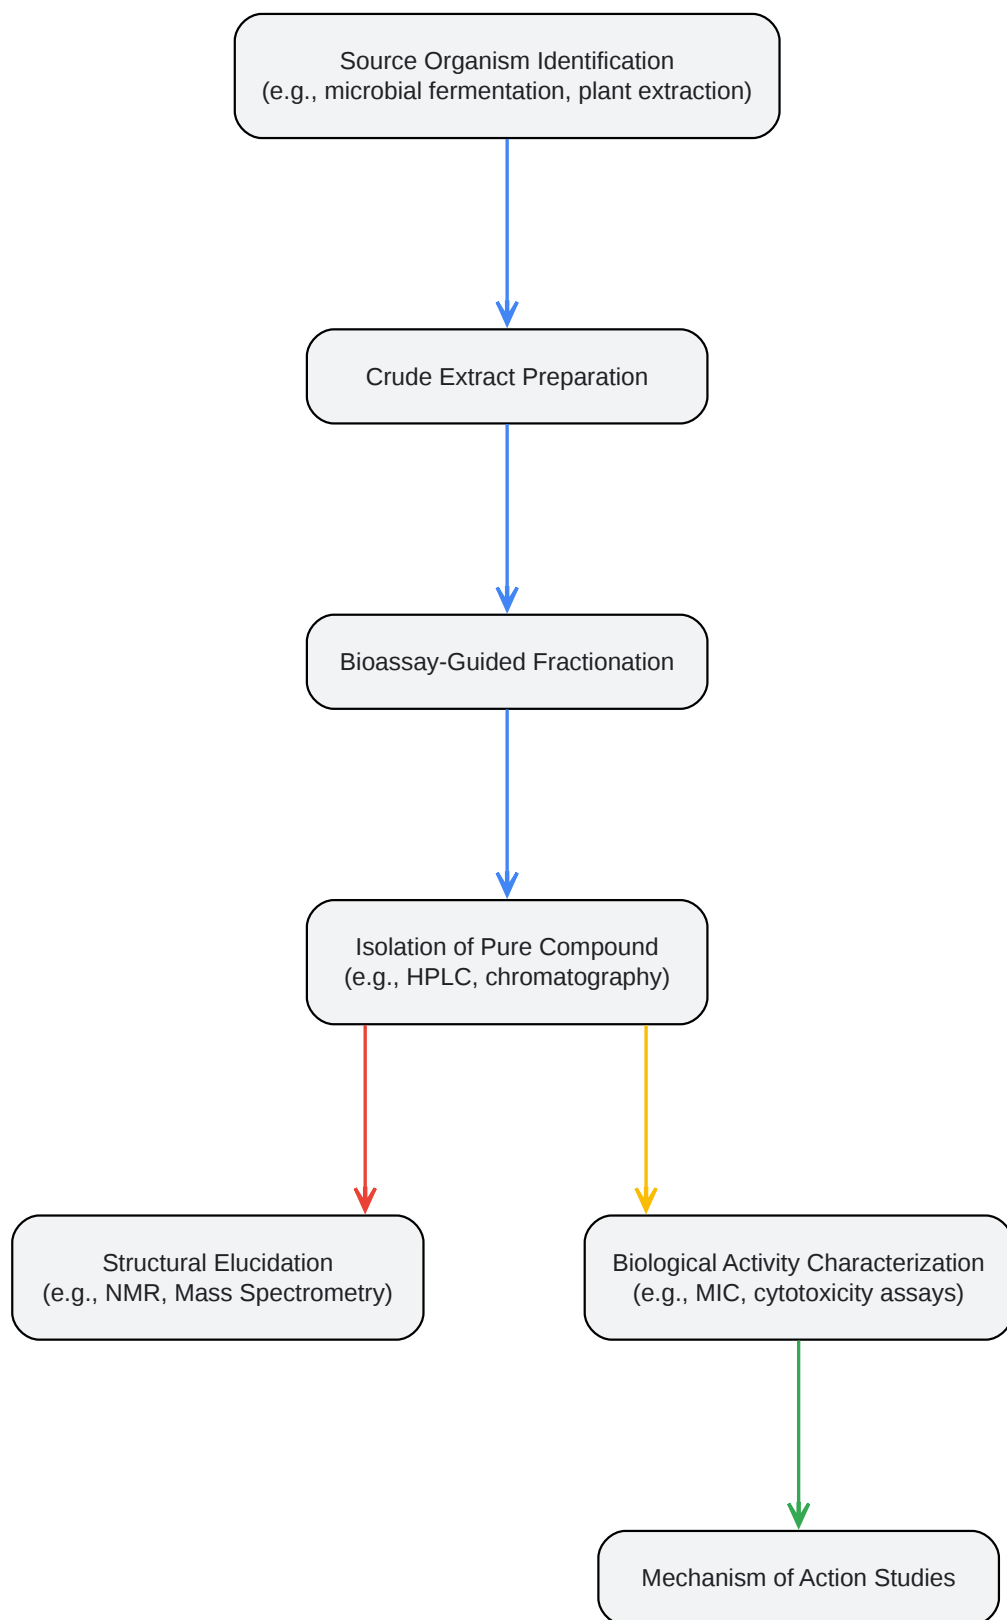 Source Organism Identification
(e.g., microbial fermentation, plant extraction)
Crude Extract Preparation
Bioassay-Guided Fractionation
Isolation of Pure Compound
(e.g., HPLC, chromatography)
Structural Elucidation
(e.g., NMR, Mass Spectrometry)
Biological Activity Characterization
(e.g., MIC, cytotoxicity assays)
Mechanism of Action Studies